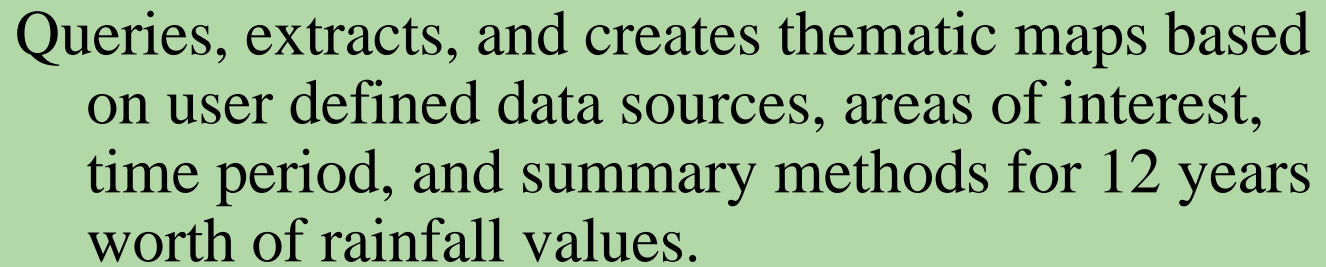 Queries, extracts, and creates thematic maps based
on user defined data sources, areas of interest,
time period, and summary methods for 12 years
worth of rainfall values.